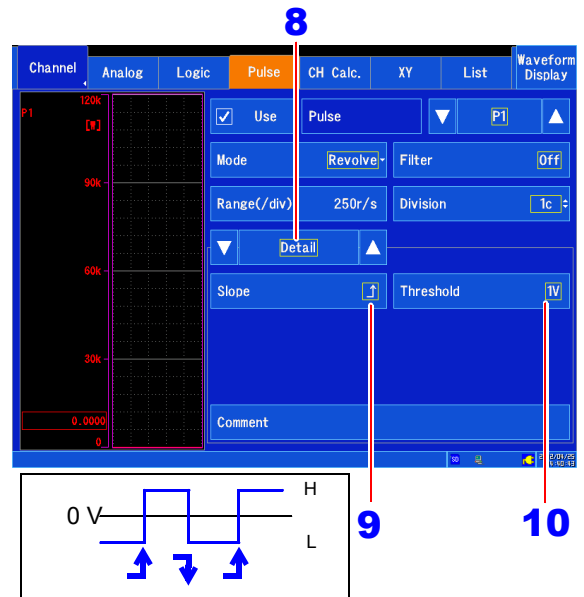 8
Channel Analog Logic Pulse CH Calc. XY List Waveform Display
P1 120k
[W]
Use Pulse P1
Mode Revolve Filter Off
90k
Range(/div) 250r/s Division 1c
Detail
60k
Slope Threshold 1V
30k
0.0000
Comment
0
SD
H
0 V
L
9
10